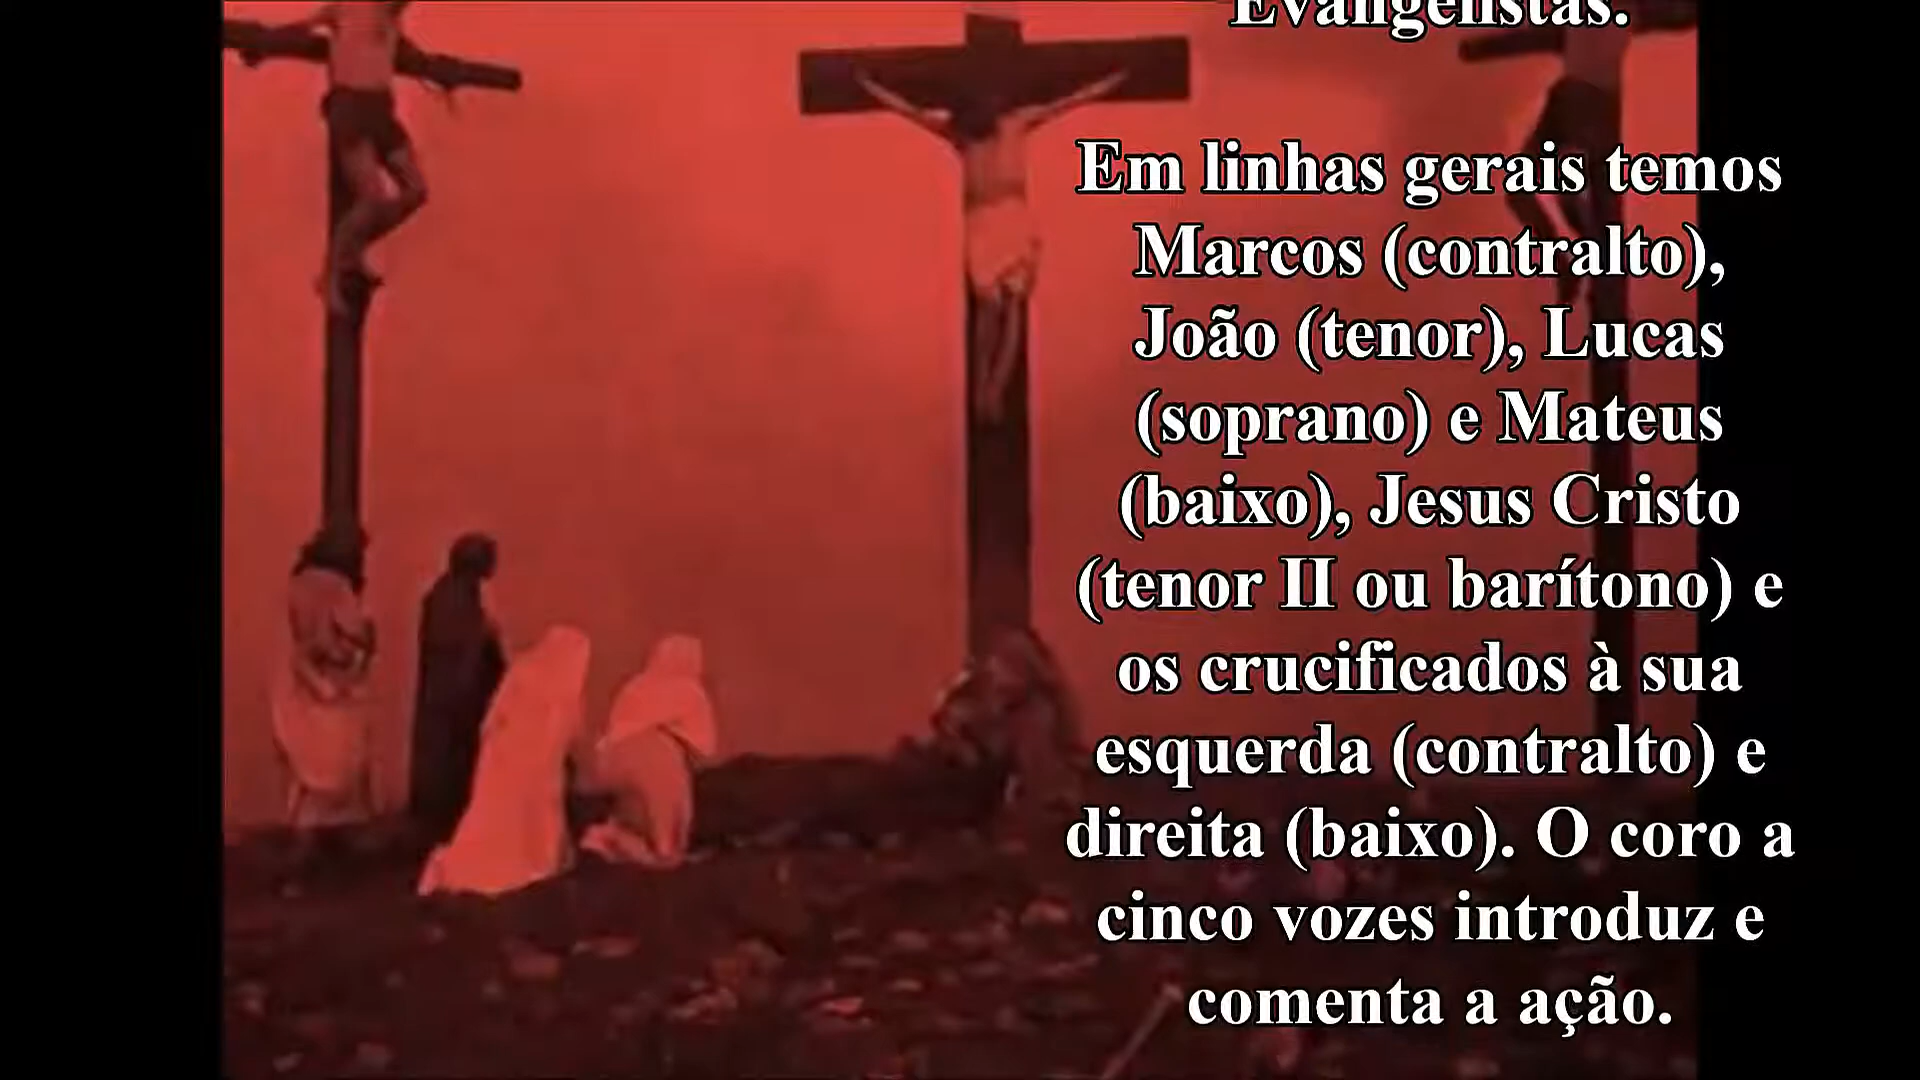 Evangelistas.
Em linhas gerais temos
Marcos (contralto),
João (tenor), Lucas
(soprano) e Mateus
(baixo), Jesus Cristo
(tenor II ou barítono) e
os crucificados à sua
esquerda (contralto) e
direita (baixo). O coro a
cinco vozes introduz e
comenta a ação.